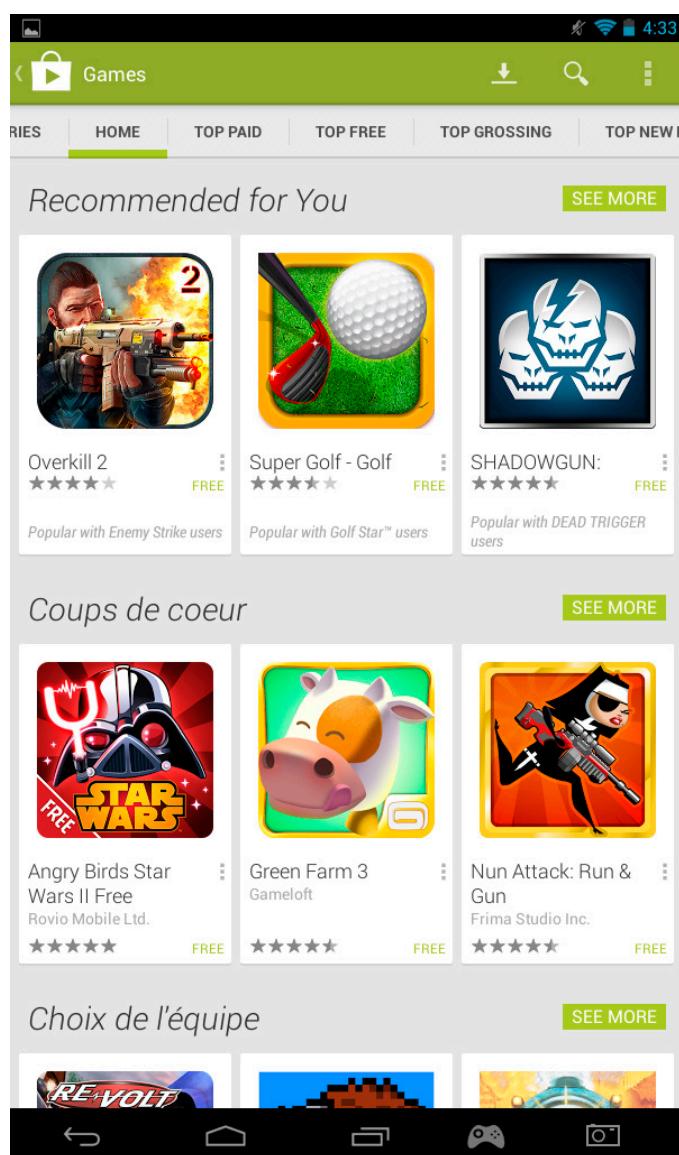 4:33
Games
RIES HOME TOP PAID TOP FREE TOP GROSSING TOP NEW
Recommended for You SEE MORE
2
Overkill 2
FREE
Popular with Enemy Strike users
Super Golf - Golf
FREE
Popular with Golf Star™ users
SHADOWGUN:
FREE
Popular with DEAD TRIGGER
users
Coups de coeur SEE MORE
FREE
STAR
WARS
Angry Birds Star
Wars II Free
Rovio Mobile Ltd.
FREE
Green Farm 3
Gameloft
FREE
Nun Attack: Run &
Gun
Frima Studio Inc.
FREE
Choix de l'équipe SEE MORE
RE-VOLT